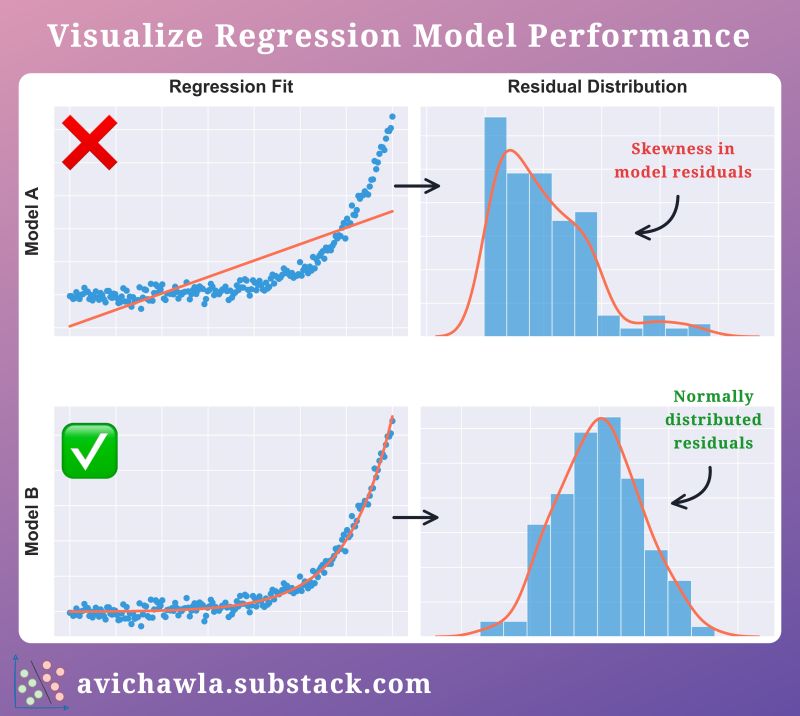 Visualize Regression Model Performance
Regression Fit
Residual Distribution
Model A
Skewness in
model residuals
Model B
Normally
distributed
residuals
avichawla.substack.com